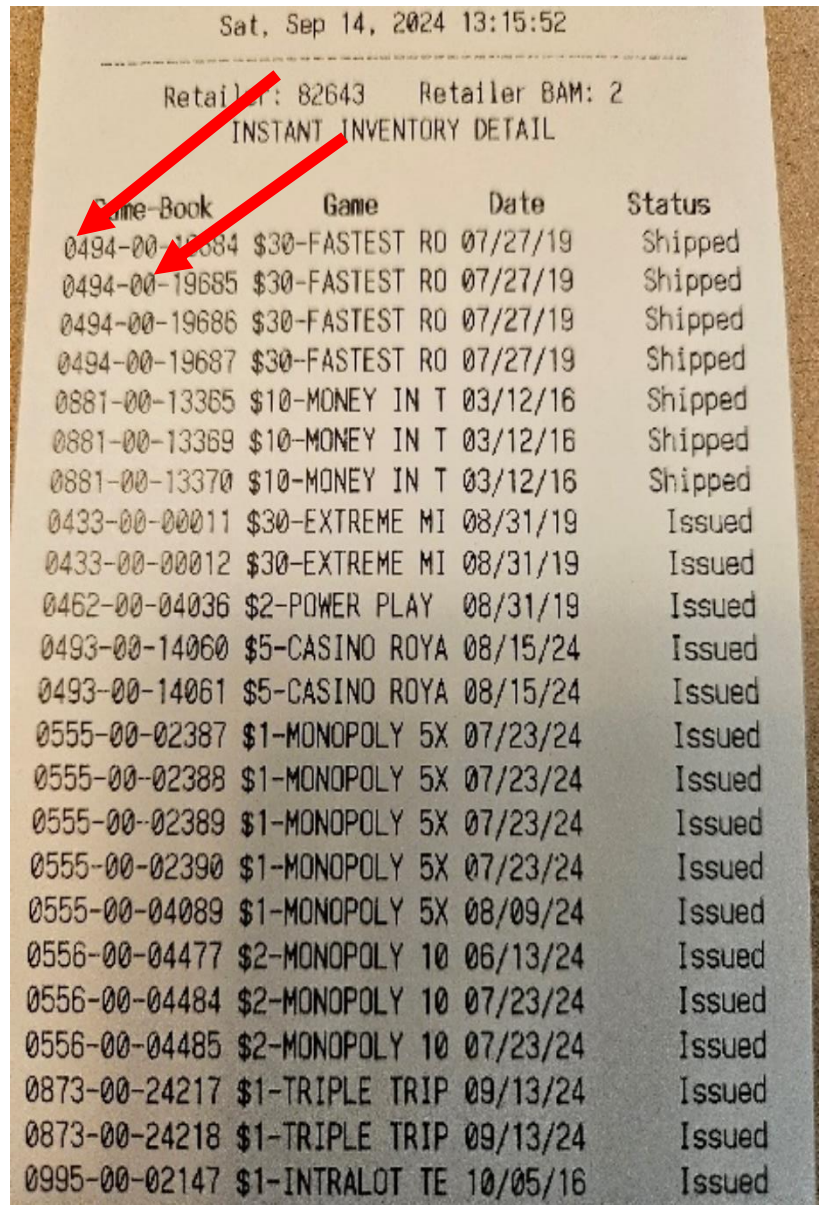 Sat, Sep 14, 2024 13:15:52
Retailer: 82643 Retailer BAM: 2
INSTANT INVENTORY DETAIL
Game-Book Game Date Status
0494-00-19684 $30-FASTEST RO 07/27/19 Shipped
0494-00-19685 $30-FASTEST RO 07/27/19 Shipped
0494-00-19686 $30-FASTEST RO 07/27/19 Shipped
0494-00-19687 $30-FASTEST RO 07/27/19 Shipped
0881-00-13365 $10-MONEY IN T 03/12/16 Shipped
0881-00-13369 $10-MONEY IN T 03/12/16 Shipped
0881-00-13370 $10-MONEY IN T 03/12/16 Shipped
0433-00-00011 $30-EXTREME MI 08/31/19 Issued
0433-00-00012 $30-EXTREME MI 08/31/19 Issued
0462-00-04036 $2-POWER PLAY 08/31/19 Issued
0493-00-14060 $5-CASINO ROYA 08/15/24 Issued
0493-00-14061 $5-CASINO ROYA 08/15/24 Issued
0555-00-02387 $1-MONOPOLY 5X 07/23/24 Issued
0555-00-02388 $1-MONOPOLY 5X 07/23/24 Issued
0555-00-02389 $1-MONOPOLY 5X 07/23/24 Issued
0555-00-02390 $1-MONOPOLY 5X 07/23/24 Issued
0555-00-04089 $1-MONOPOLY 5X 08/09/24 Issued
0556-00-04477 $2-MONOPOLY 10 06/13/24 Issued
0556-00-04484 $2-MONOPOLY 10 07/23/24 Issued
0556-00-04485 $2-MONOPOLY 10 07/23/24 Issued
0873-00-24217 $1-TRIPLE TRIP 09/13/24 Issued
0873-00-24218 $1-TRIPLE TRIP 09/13/24 Issued
0995-00-02147 $1-INTRALOT TE 10/05/16 Issued